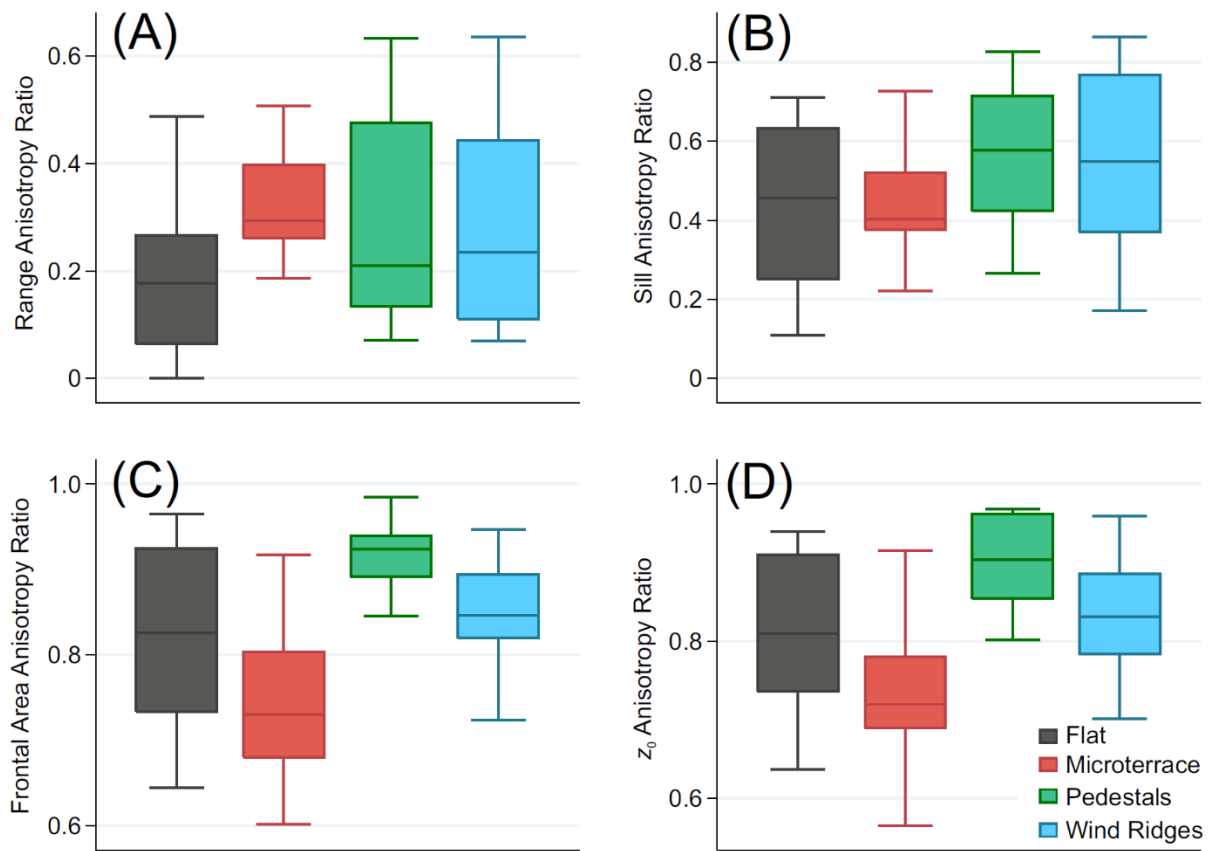 (A)
Range Anisotropy Ratio
0.6
0.4
0.2
0
(B)
Sill Anisotropy Ratio
0.8
0.6
0.4
0.2
0
(C)
Frontal Area Anisotropy Ratio
1.0
0.8
0.6
(D)
z₀ Anisotropy Ratio
1.0
0.8
0.6
Flat
Microterrace
Pedestals
Wind Ridges